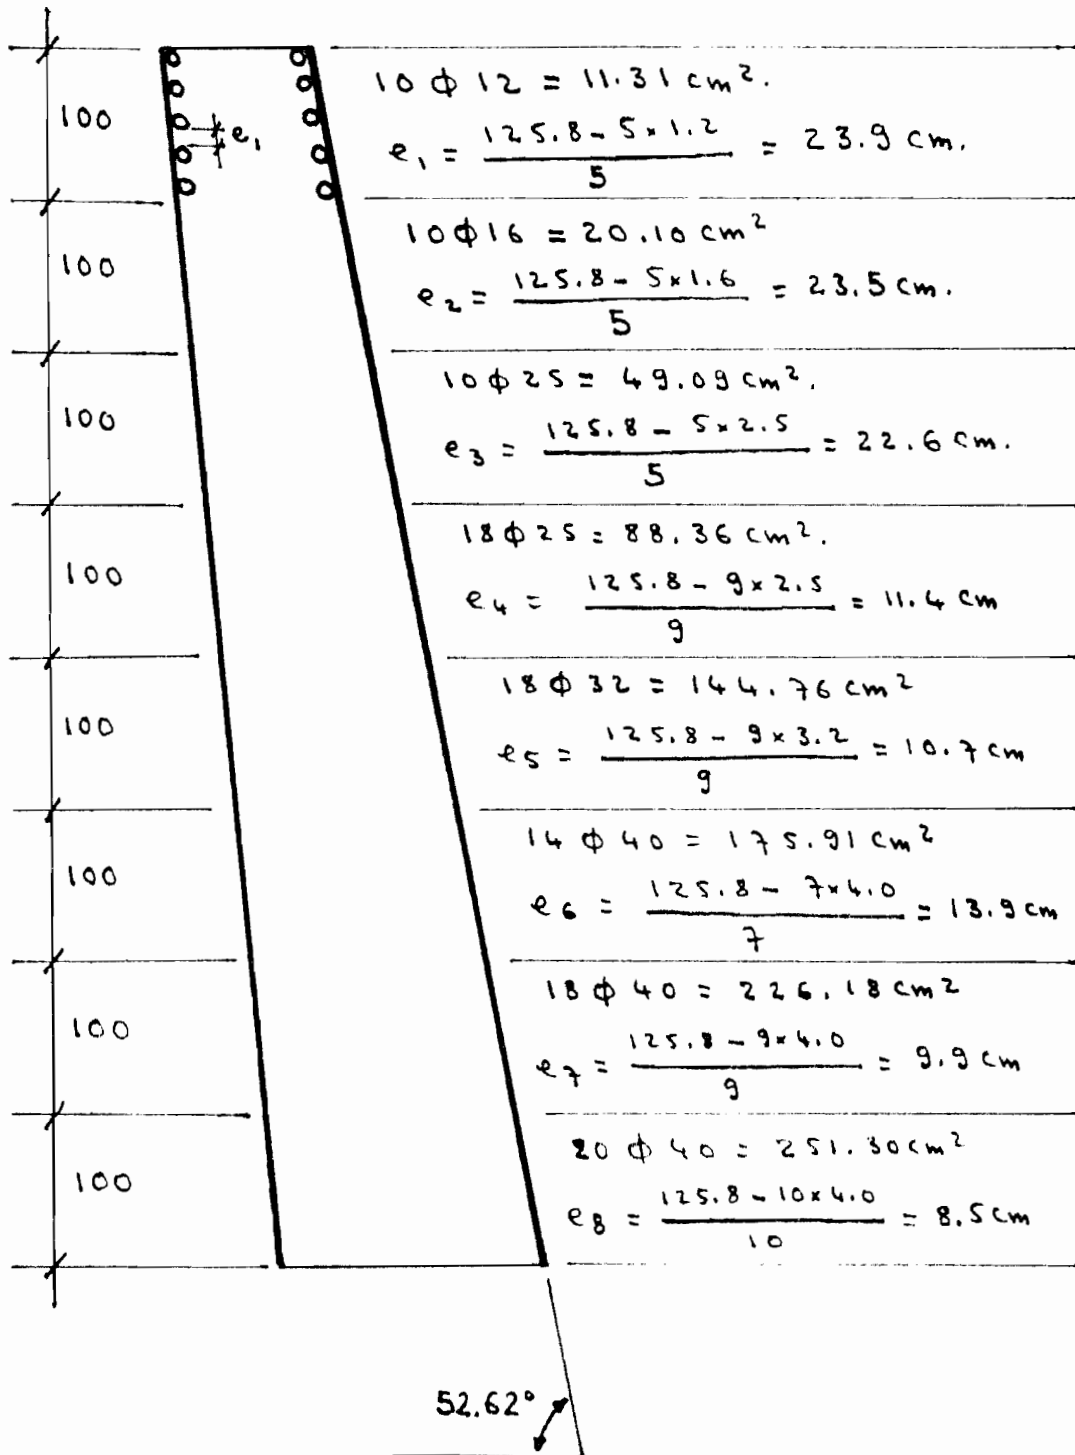 100
10 ϕ 12 = 11.31 cm².
e₁
e₁ = (125.8 - 5 × 1.2) / 5 = 23.9 cm.
100
10 ϕ 16 = 20.10 cm²
e₂ = (125.8 - 5 × 1.6) / 5 = 23.5 cm.
100
10 ϕ 25 = 49.09 cm².
e₃ = (125.8 - 5 × 2.5) / 5 = 22.6 cm.
100
18 ϕ 25 = 88.36 cm².
e₄ = (125.8 - 9 × 2.5) / 9 = 11.4 cm
100
18 ϕ 32 = 144.76 cm²
e₅ = (125.8 - 9 × 3.2) / 9 = 10.7 cm
100
14 ϕ 40 = 175.91 cm²
e₆ = (125.8 - 7 × 4.0) / 7 = 13.9 cm
100
18 ϕ 40 = 226.18 cm²
e₇ = (125.8 - 9 × 4.0) / 9 = 9.9 cm
100
20 ϕ 40 = 251.30 cm²
e₈ = (125.8 - 10 × 4.0) / 10 = 8.5 cm
52.62°